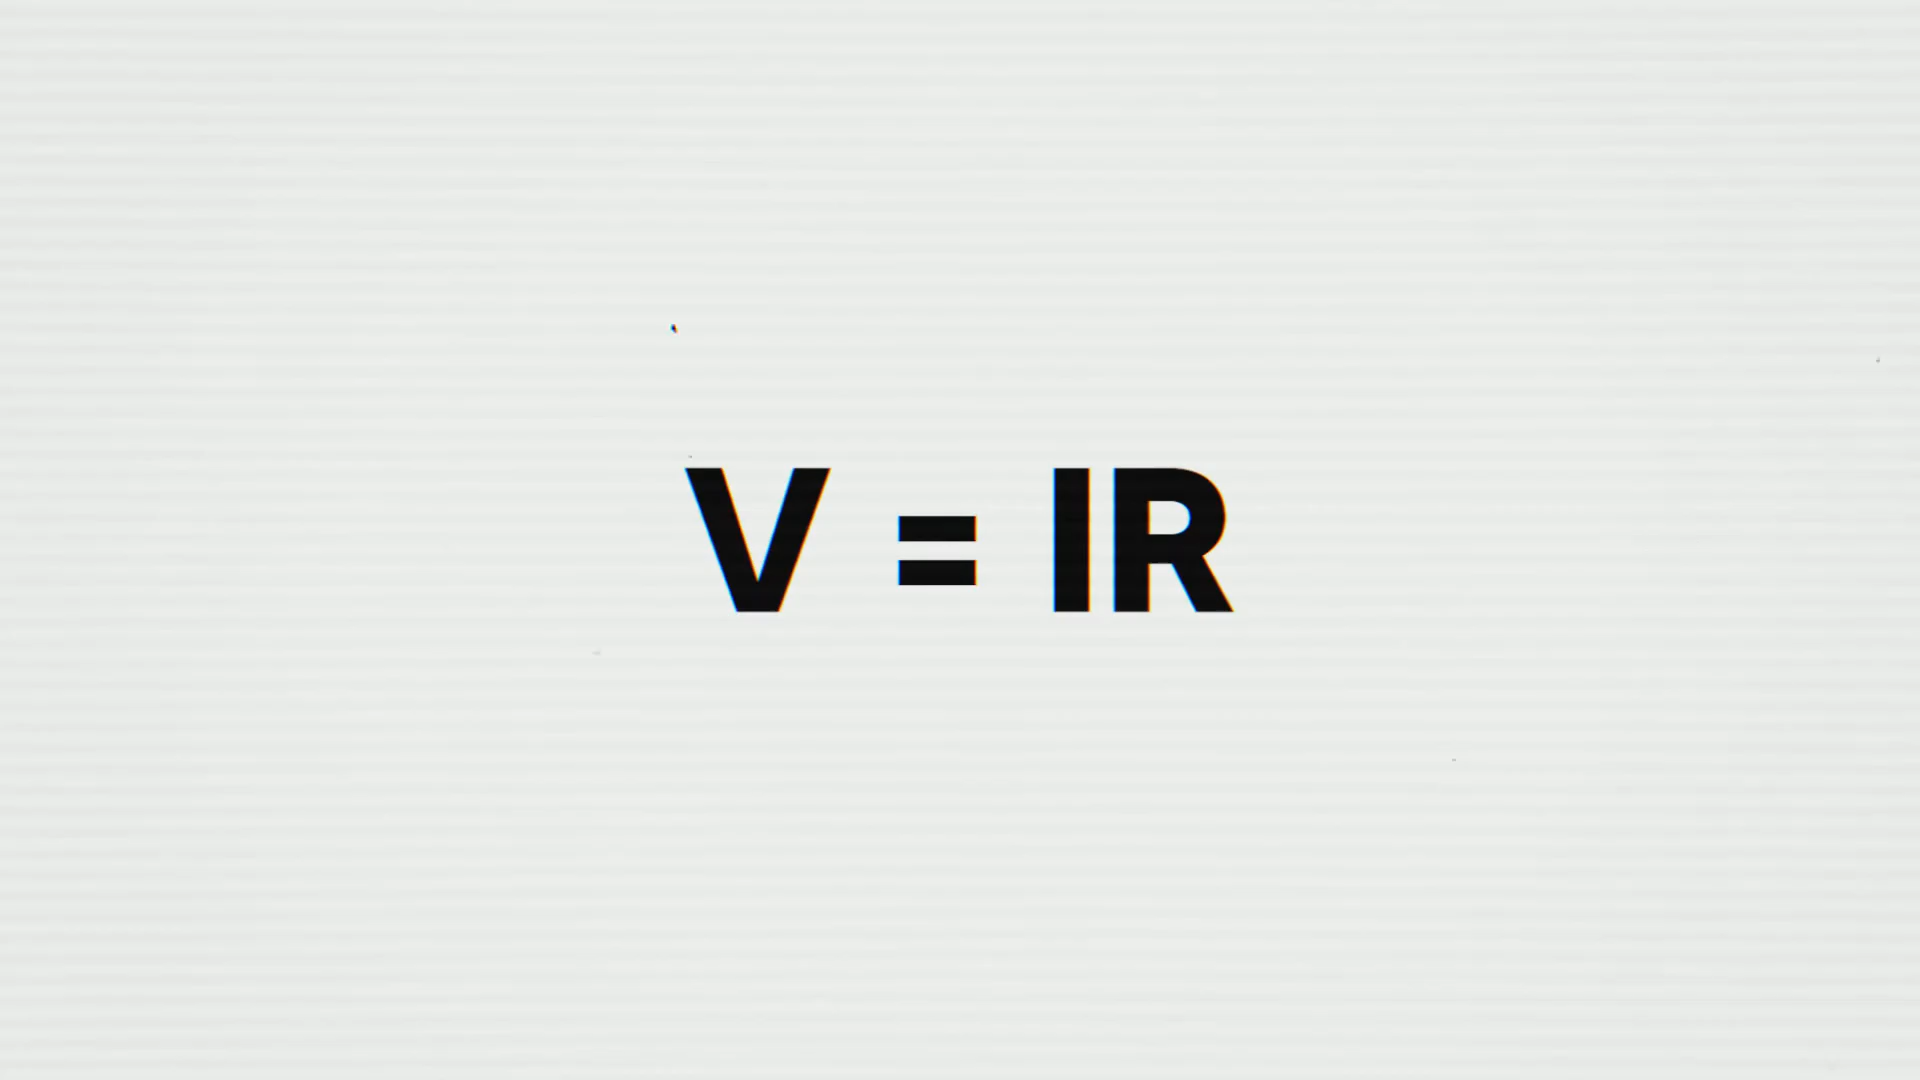 V = IR